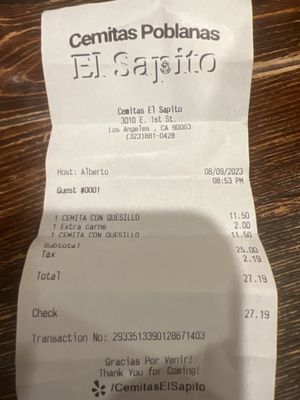 Cemitas Poblanas
El Sapito
Cemitas El Sapito
3010 E. 1st St.
Los Angeles , CA 90063
(323)881-0428
Host: Alberto 08/09/2023
08:53 PM
Guest #0001
1 CEMITA CON QUESILLO 11.50
1 Extra carne 2.00
1 CEMITA CON QUESILLO 11.50
Subtotal 25.00
Tax 2.19
Total 27.19
Check 27.19
Transaction No: 2933513390128671403
Gracias Por Venir!
Thank You for Coming!
/CemitasElSapito